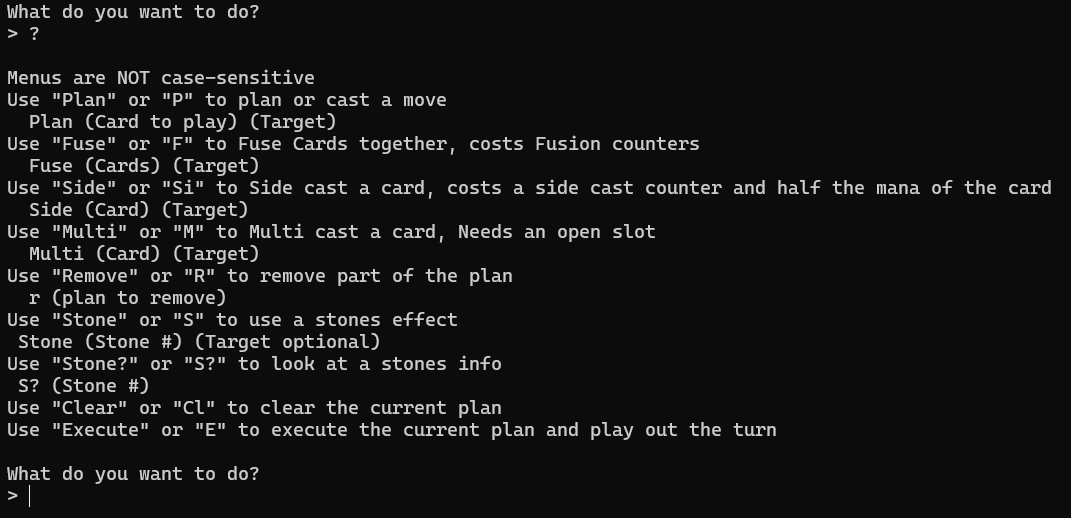 What do you want to do?
> ?

Menus are NOT case-sensitive
Use "Plan" or "P" to plan or cast a move
  Plan (Card to play) (Target)
Use "Fuse" or "F" to Fuse Cards together, costs Fusion counters
  Fuse (Cards) (Target)
Use "Side" or "Si" to Side cast a card, costs a side cast counter and half the mana of the card
  Side (Card) (Target)
Use "Multi" or "M" to Multi cast a card, Needs an open slot
  Multi (Card) (Target)
Use "Remove" or "R" to remove part of the plan
  r (plan to remove)
Use "Stone" or "S" to use a stones effect
 Stone (Stone #) (Target optional)
Use "Stone?" or "S?" to look at a stones info
 S? (Stone #)
Use "Clear" or "Cl" to clear the current plan
Use "Execute" or "E" to execute the current plan and play out the turn

What do you want to do?
>